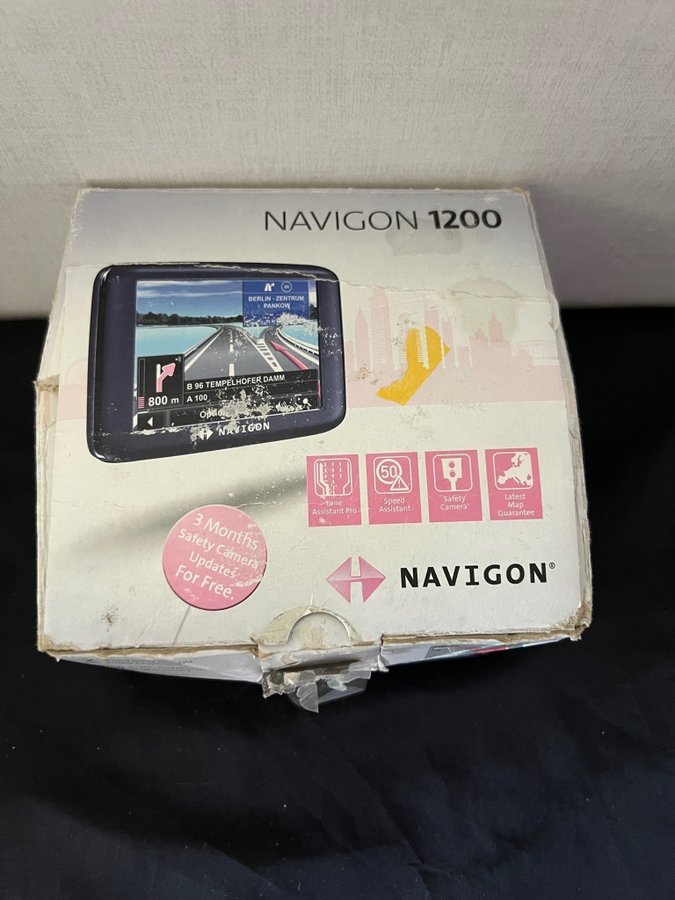 NAVIGON 1200
BERLIN - ZENTRUM
PANKOW
800 m
B 96 TEMPELHOFER DAMM
A 100
NAVIGON
50
Lane
Assistant Pro
Speed
Assistant
Safety
Camera
Latest
Map
Guarantee
3 Months
Safety Camera
Updates
For Free.
NAVIGON®